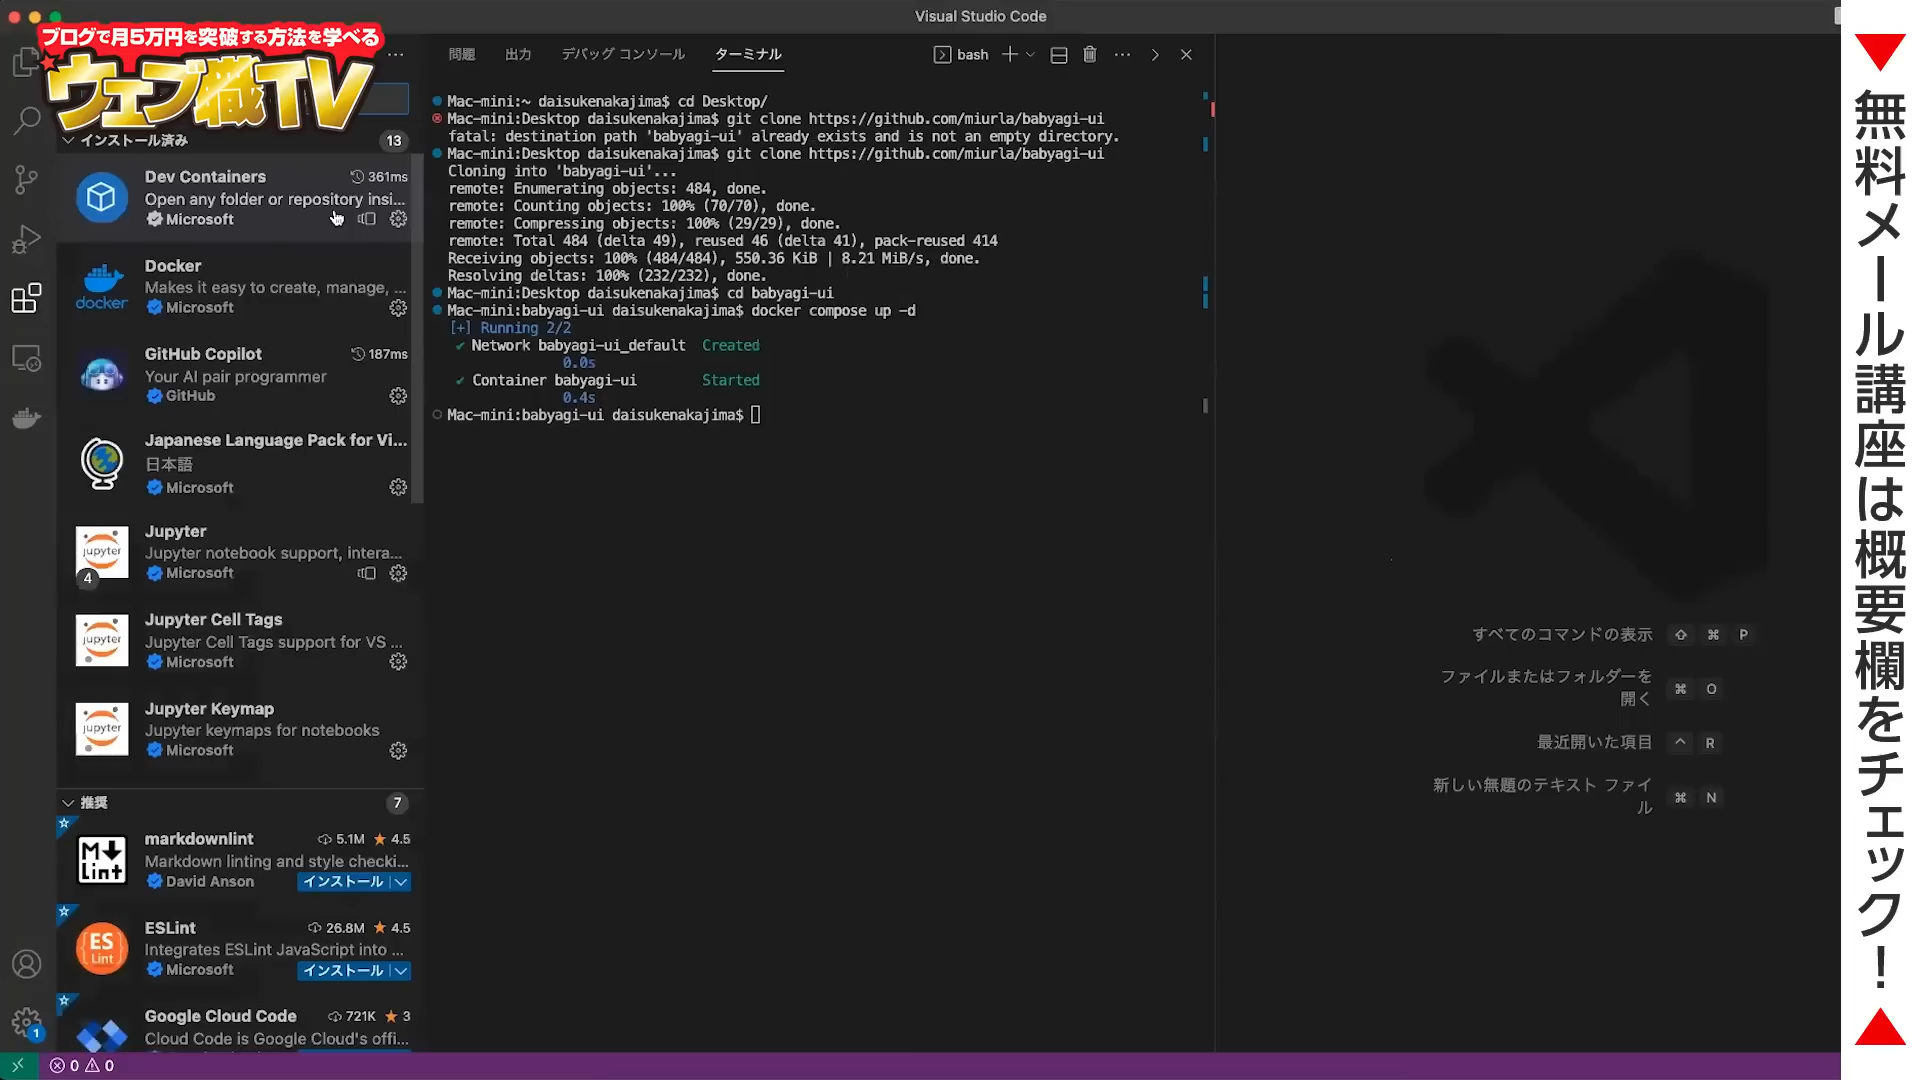 Visual Studio Code
ブログで月5万円を突破する方法を学べる
ウェブ職TV
問題
出力
デバッグ コンソール
ターミナル
bash
インストール済み
13
Dev Containers
361ms
Open any folder or repository insi...
Microsoft
Docker
Makes it easy to create, manage, ...
Microsoft
docker
GitHub Copilot
187ms
Your AI pair programmer
GitHub
Japanese Language Pack for Vi...
日本語
Microsoft
Jupyter
Jupyter notebook support, intera...
Microsoft
jupyter
4
Jupyter Cell Tags
Jupyter Cell Tags support for VS ...
Microsoft
jupyter
Jupyter Keymap
Jupyter keymaps for notebooks
Microsoft
jupyter
推奨
7
markdownlint
5.1M ★ 4.5
Markdown linting and style checki...
David Anson
インストール
M Lint
ESLint
26.8M ★ 4.5
Integrates ESLint JavaScript into ...
Microsoft
インストール
ES Lint
Google Cloud Code
721K ★ 3
Cloud Code is Google Cloud's offi...
1
0 0
Mac-mini:~ daisukenakajima$ cd Desktop/
Mac-mini:Desktop daisukenakajima$ git clone https://github.com/miurla/babyagi-ui
fatal: destination path 'babyagi-ui' already exists and is not an empty directory.
Mac-mini:Desktop daisukenakajima$ git clone https://github.com/miurla/babyagi-ui
Cloning into 'babyagi-ui'...
remote: Enumerating objects: 484, done.
remote: Counting objects: 100% (70/70), done.
remote: Compressing objects: 100% (29/29), done.
remote: Total 484 (delta 49), reused 46 (delta 41), pack-reused 414
Receiving objects: 100% (484/484), 550.36 KiB | 8.21 MiB/s, done.
Resolving deltas: 100% (232/232), done.
Mac-mini:Desktop daisukenakajima$ cd babyagi-ui
Mac-mini:babyagi-ui daisukenakajima$ docker compose up -d
[+] Running 2/2
✓ Network babyagi-ui_default Created
0.0s
✓ Container babyagi-ui Started
0.4s
Mac-mini:babyagi-ui daisukenakajima$
すべてのコマンドの表示 ⇧ ⌘ P
ファイルまたはフォルダーを
開く ⌘ O
最近開いた項目 ^ R
新しい無題のテキスト ファイ
ル ⌘ N
▼無料メール講座は概要欄をチェック!▲